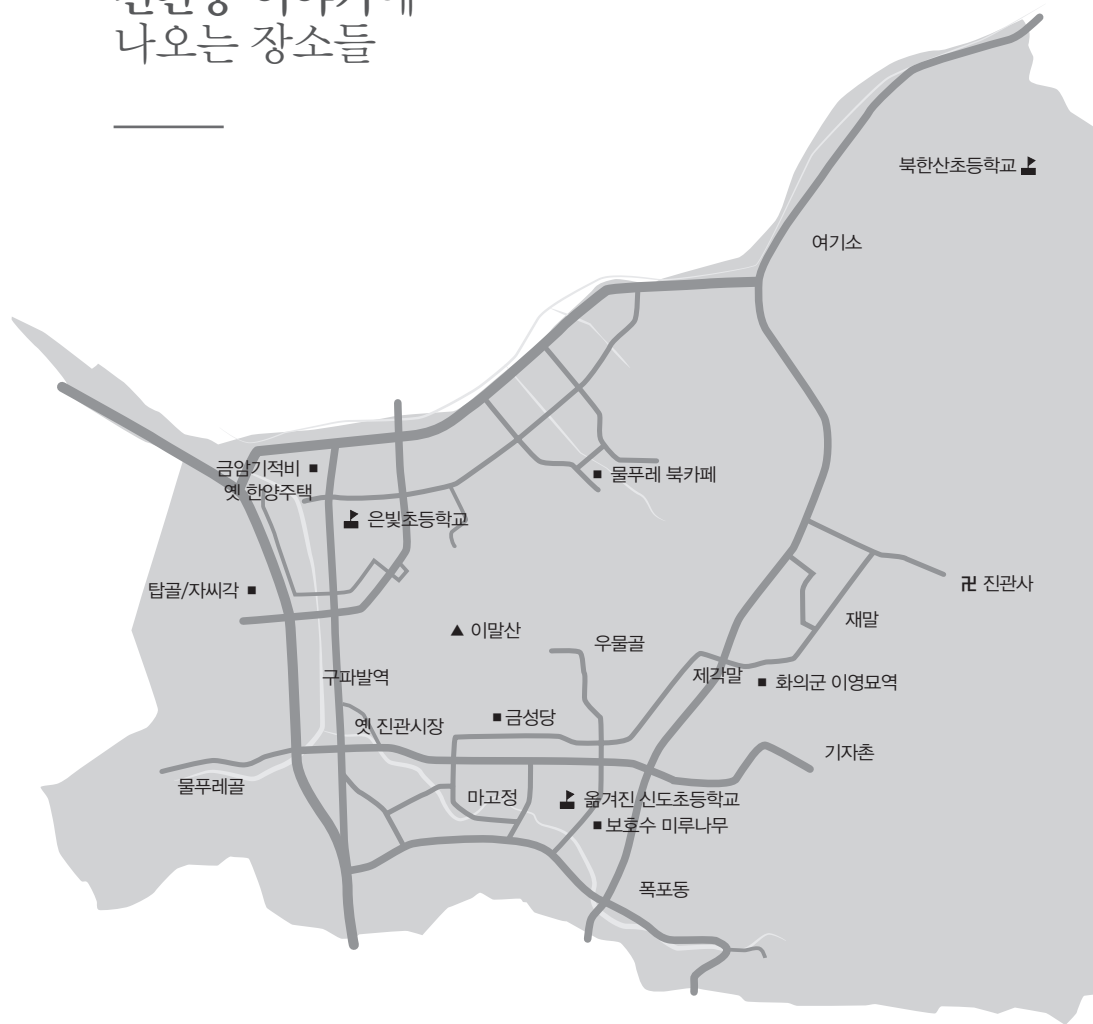 나오는 장소들
북한산초등학교
여기소
금암기적비
옛 한양주택
물푸레 북카페
은빛초등학교
탑골/자씨각
진관사
재말
이말산
우물골
구파발역
제각말
화의군 이영묘역
금성당
옛 진관시장
기자촌
물푸레골
마고정
옮겨진 신도초등학교
보호수 미루나무
폭포동